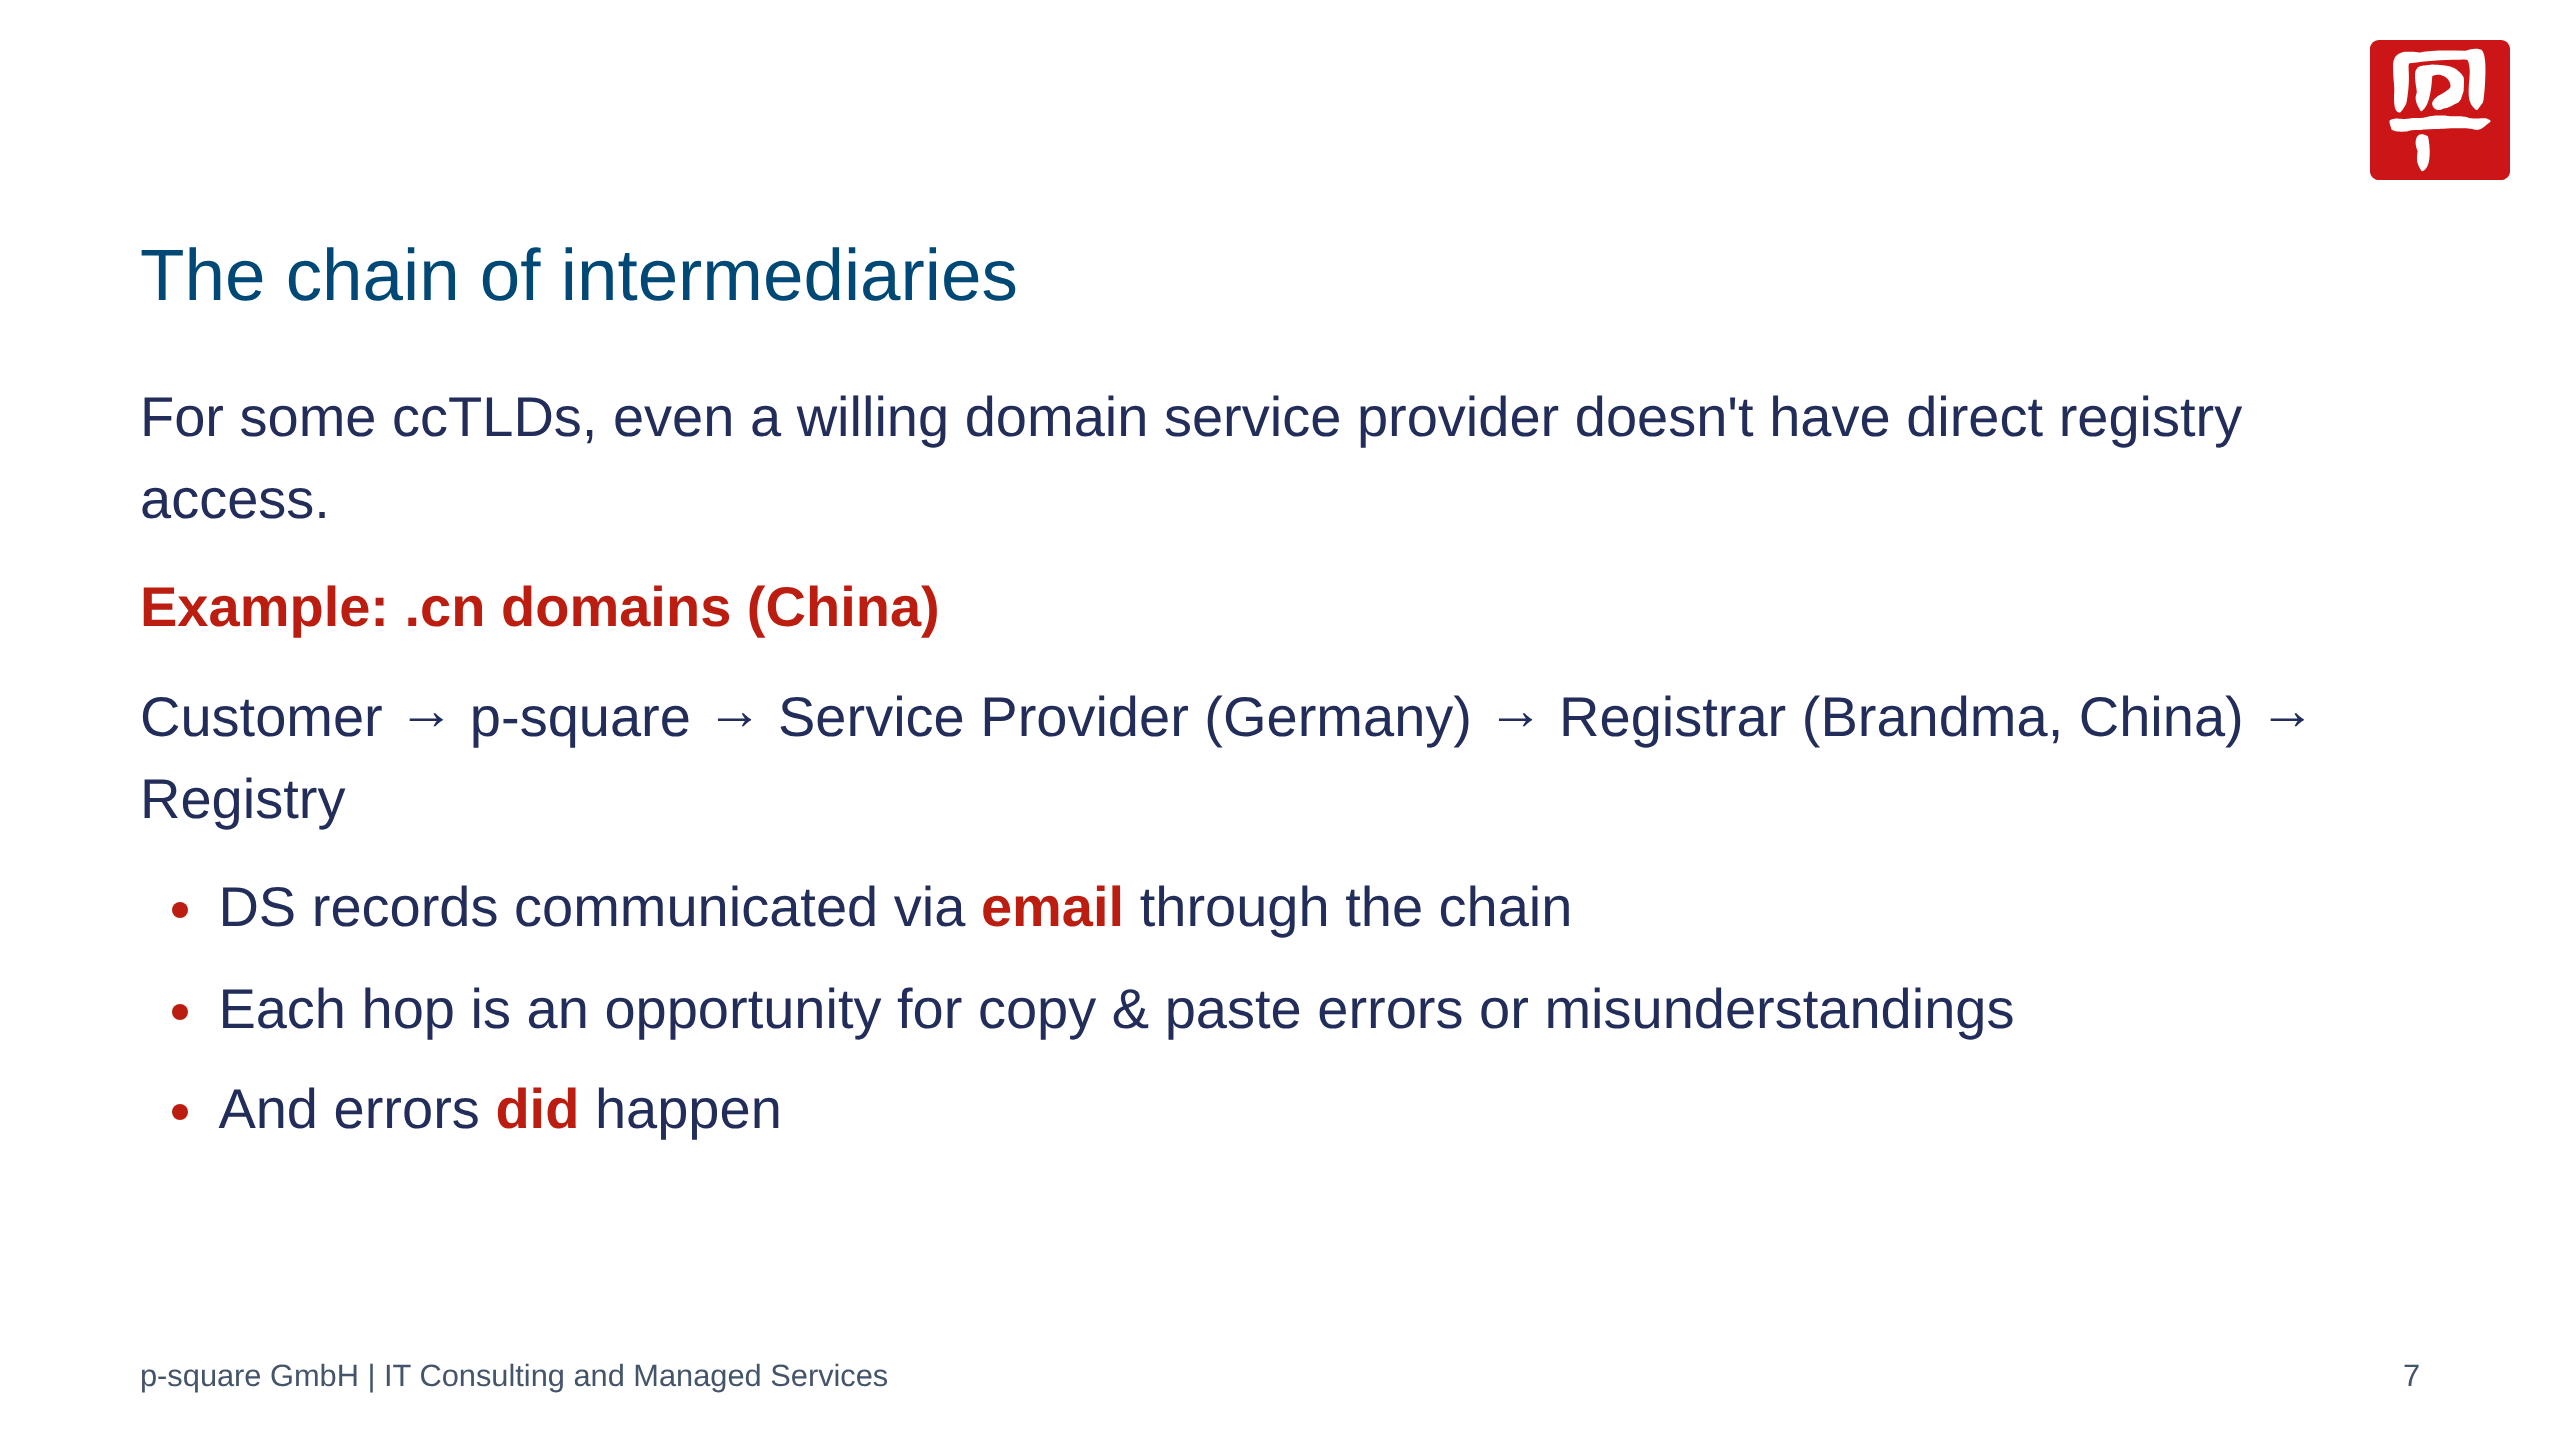 The chain of intermediaries
For some ccTLDs, even a willing domain service provider doesn't have direct registry
access.
Example: .cn domains (China)
Customer → p-square → Service Provider (Germany) → Registrar (Brandma, China) →
Registry
• DS records communicated via email through the chain
• Each hop is an opportunity for copy & paste errors or misunderstandings
• And errors did happen
p-square GmbH | IT Consulting and Managed Services
7